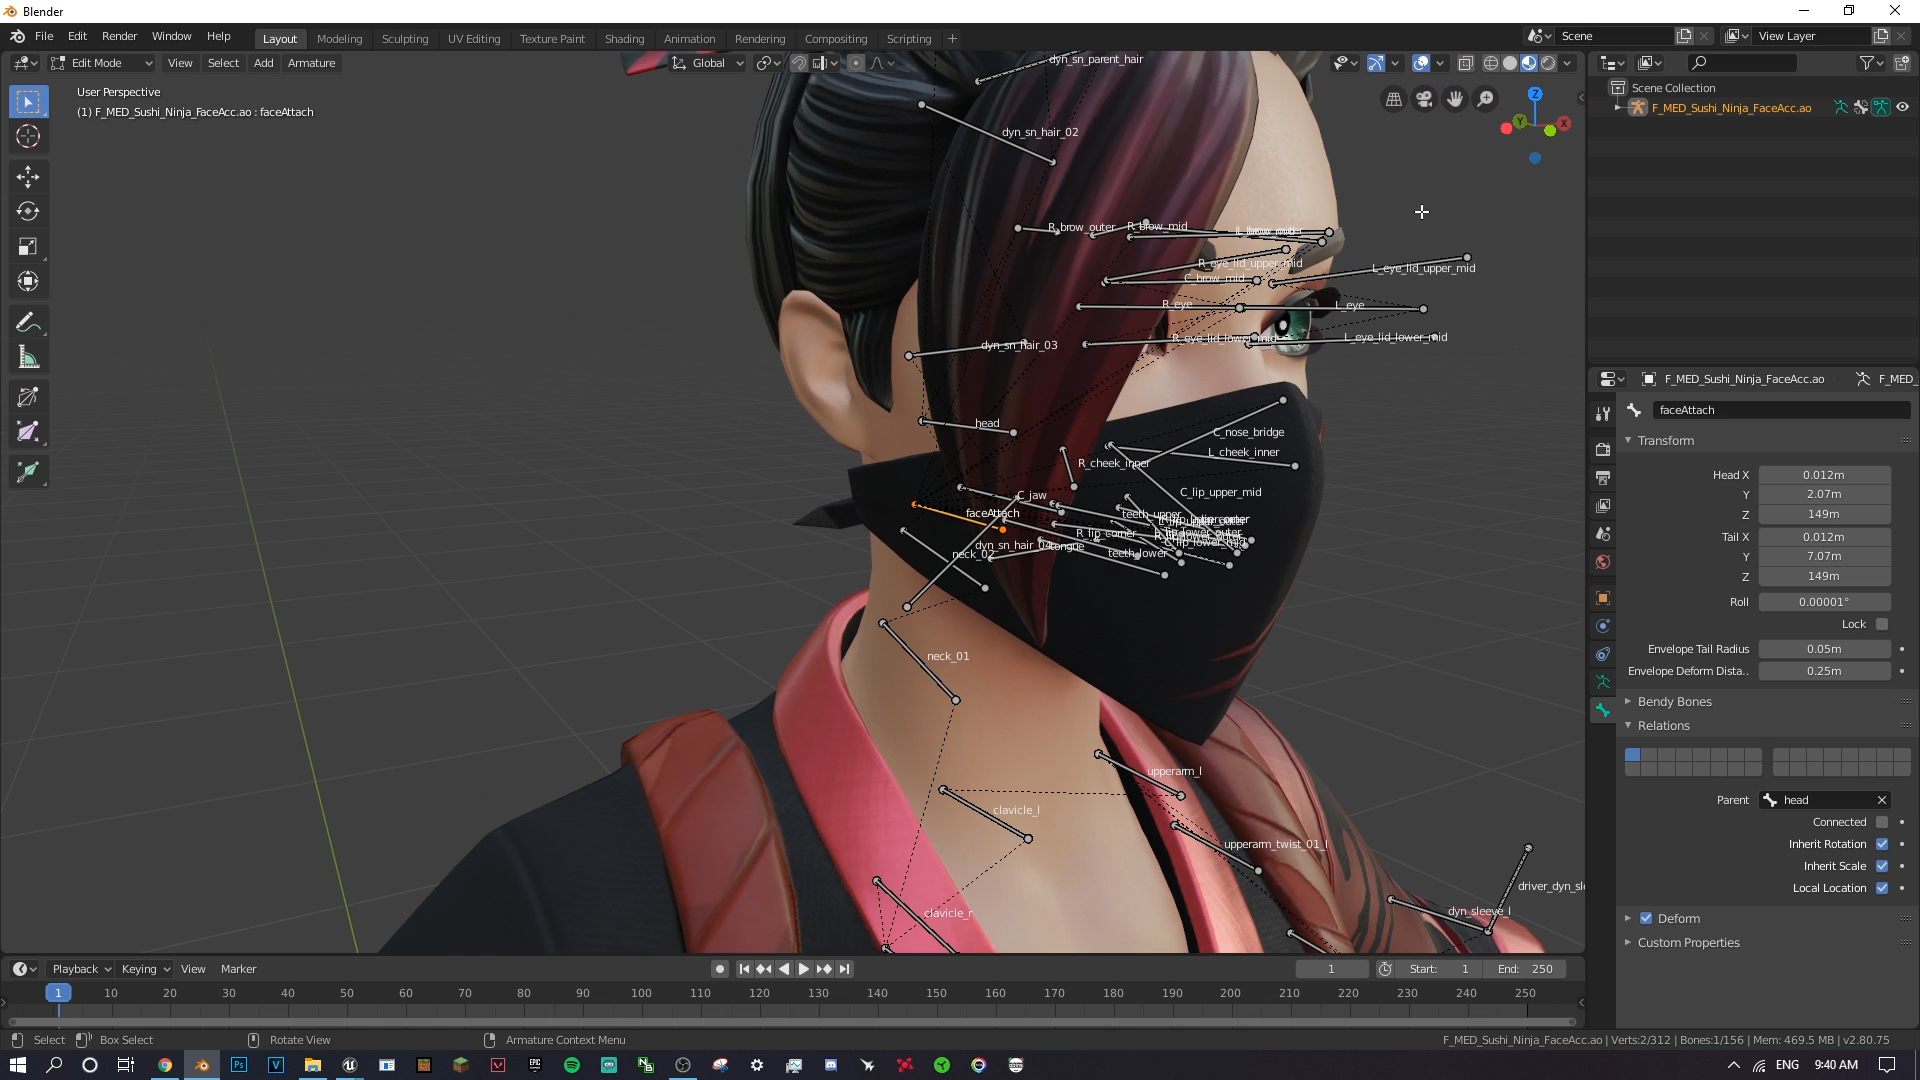 Blender
File Edit Render Window Help
Layout Modeling Sculpting UV Editing Texture Paint Shading Animation Rendering Compositing Scripting +
Scene
View Layer
Edit Mode View Select Add Armature
Global
User Perspective
(1) F_MED_Sushi_Ninja_FaceAcc.ao : faceAttach
Scene Collection
F_MED_Sushi_Ninja_FaceAcc.ao
Z
Y
X
dyn_sn_parent_hair
dyn_sn_hair_02
R_brow_outer
R_brow_mid
R_eye_lid_upper_mid
L_eye_lid_upper_mid
C_brow_mid
R_eye
L_eye
R_eye_lid_lower_mid
L_eye_lid_lower_mid
dyn_sn_hair_03
head
C_nose_bridge
L_cheek_inner
R_cheek_inner
C_lip_upper_mid
C_jaw
faceAttach
teeth_upper
R_lip_corner
dyn_sn_hair_04
tongue
C_lip_lower_mid
neck_02
teeth_lower
neck_01
upperarm_l
clavicle_l
upperarm_twist_01_l
driver_dyn_sl
dyn_sleeve_l
clavicle_r
F_MED_Sushi_Ninja_FaceAcc.ao
F_MED_
faceAttach
Transform
Head X 0.012m
Y 2.07m
Z 149m
Tail X 0.012m
Y 7.07m
Z 149m
Roll 0.00001°
Lock
Envelope Tail Radius 0.05m
Envelope Deform Dista.. 0.25m
Bendy Bones
Relations
Parent head
Connected
Inherit Rotation
Inherit Scale
Local Location
Deform
Custom Properties
Playback Keying View Marker
1
Start: 1
End: 250
1 10 20 30 40 50 60 70 80 90 100 110 120 130 140 150 160 170 180 190 200 210 220 230 240 250
Select Box Select Rotate View Armature Context Menu
F_MED_Sushi_Ninja_FaceAcc.ao | Verts:2/312 | Bones:1/156 | Mem: 469.5 MB | v2.80.75
Ps V EPIC ENG 9:40 AM